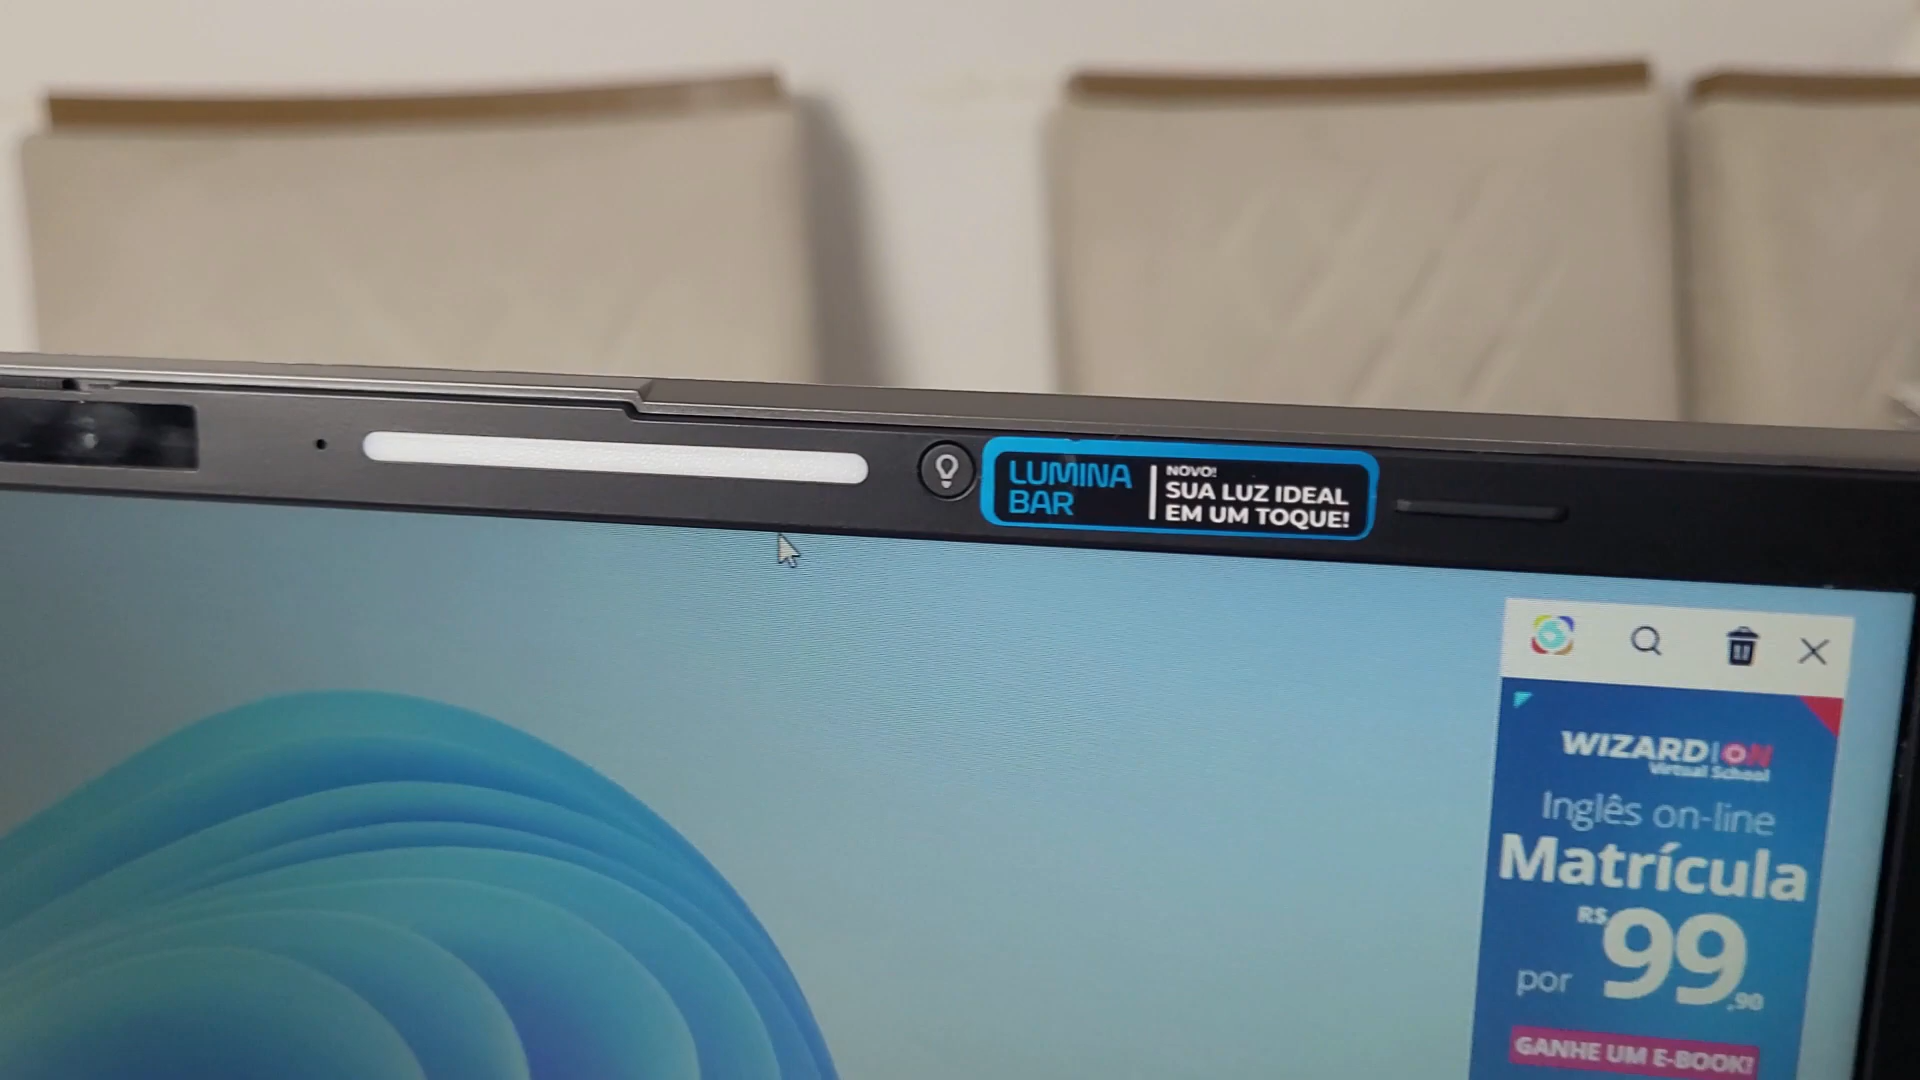 LUMINA
BAR
NOVO!
SUA LUZ IDEAL
EM UM TOQUE!
WIZARD ON
Virtual School
Inglês on-line
Matrícula
por R$ 99,90
GANHE UM E-BOOK!